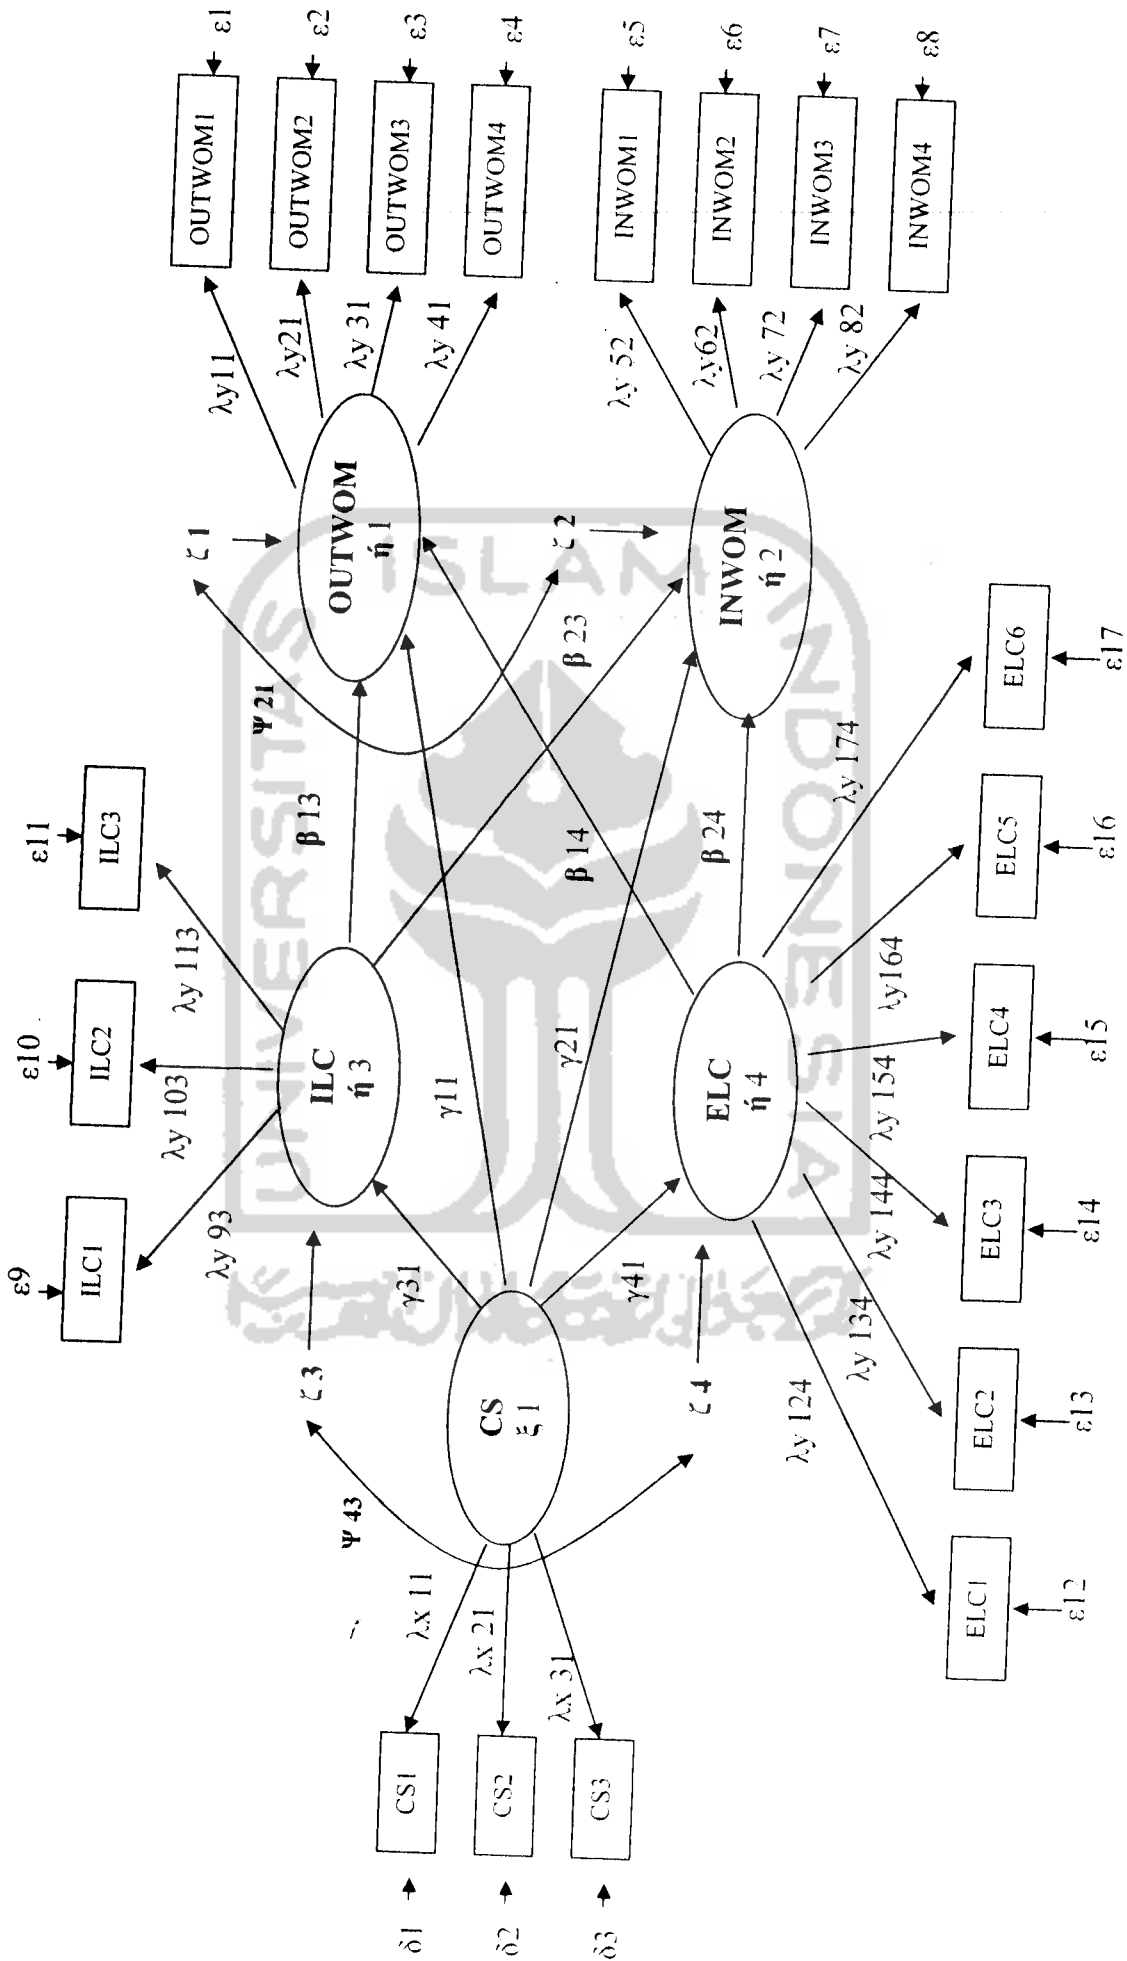 ε9
ε10
ε11
ILC1
ILC2
ILC3
λy 93
λy 103
λy 113
ζ 3
ILC
ή 3
β 13
Ψ 21
ζ 1
OUTWOM
ή 1
λy11
λy21
λy 31
λy 41
OUTWOM1
OUTWOM2
OUTWOM3
OUTWOM4
ε1
ε2
ε3
ε4
δ1
δ2
δ3
CS1
CS2
CS3
λx 11
λx 21
λx 31
Ψ 43
CS
ξ 1
γ31
γ11
γ21
γ41
β 14
β 23
β 24
ζ 2
ζ 4
ELC
ή 4
INWOM
ή 2
λy 52
λy62
λy 72
λy 82
INWOM1
INWOM2
INWOM3
INWOM4
ε5
ε6
ε7
ε8
λy 124
λy 134
λy 144
λy 154
λy164
λy 174
ELC1
ELC2
ELC3
ELC4
ELC5
ELC6
ε12
ε13
ε14
ε15
ε16
ε17
UNIVERSITAS
ISLAM
INDONESIA